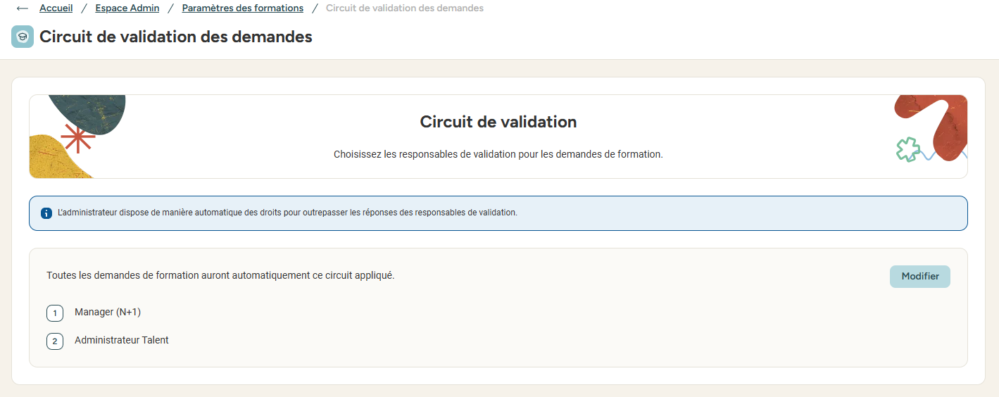 Accueil / Espace Admin / Paramètres des formations / Circuit de validation des demandes
Circuit de validation des demandes
Circuit de validation
Choisissez les responsables de validation pour les demandes de formation.
L'administrateur dispose de manière automatique des droits pour outrepasser les réponses des responsables de validation.
Toutes les demandes de formation auront automatiquement ce circuit appliqué.
Modifier
1 Manager (N+1)
2 Administrateur Talent